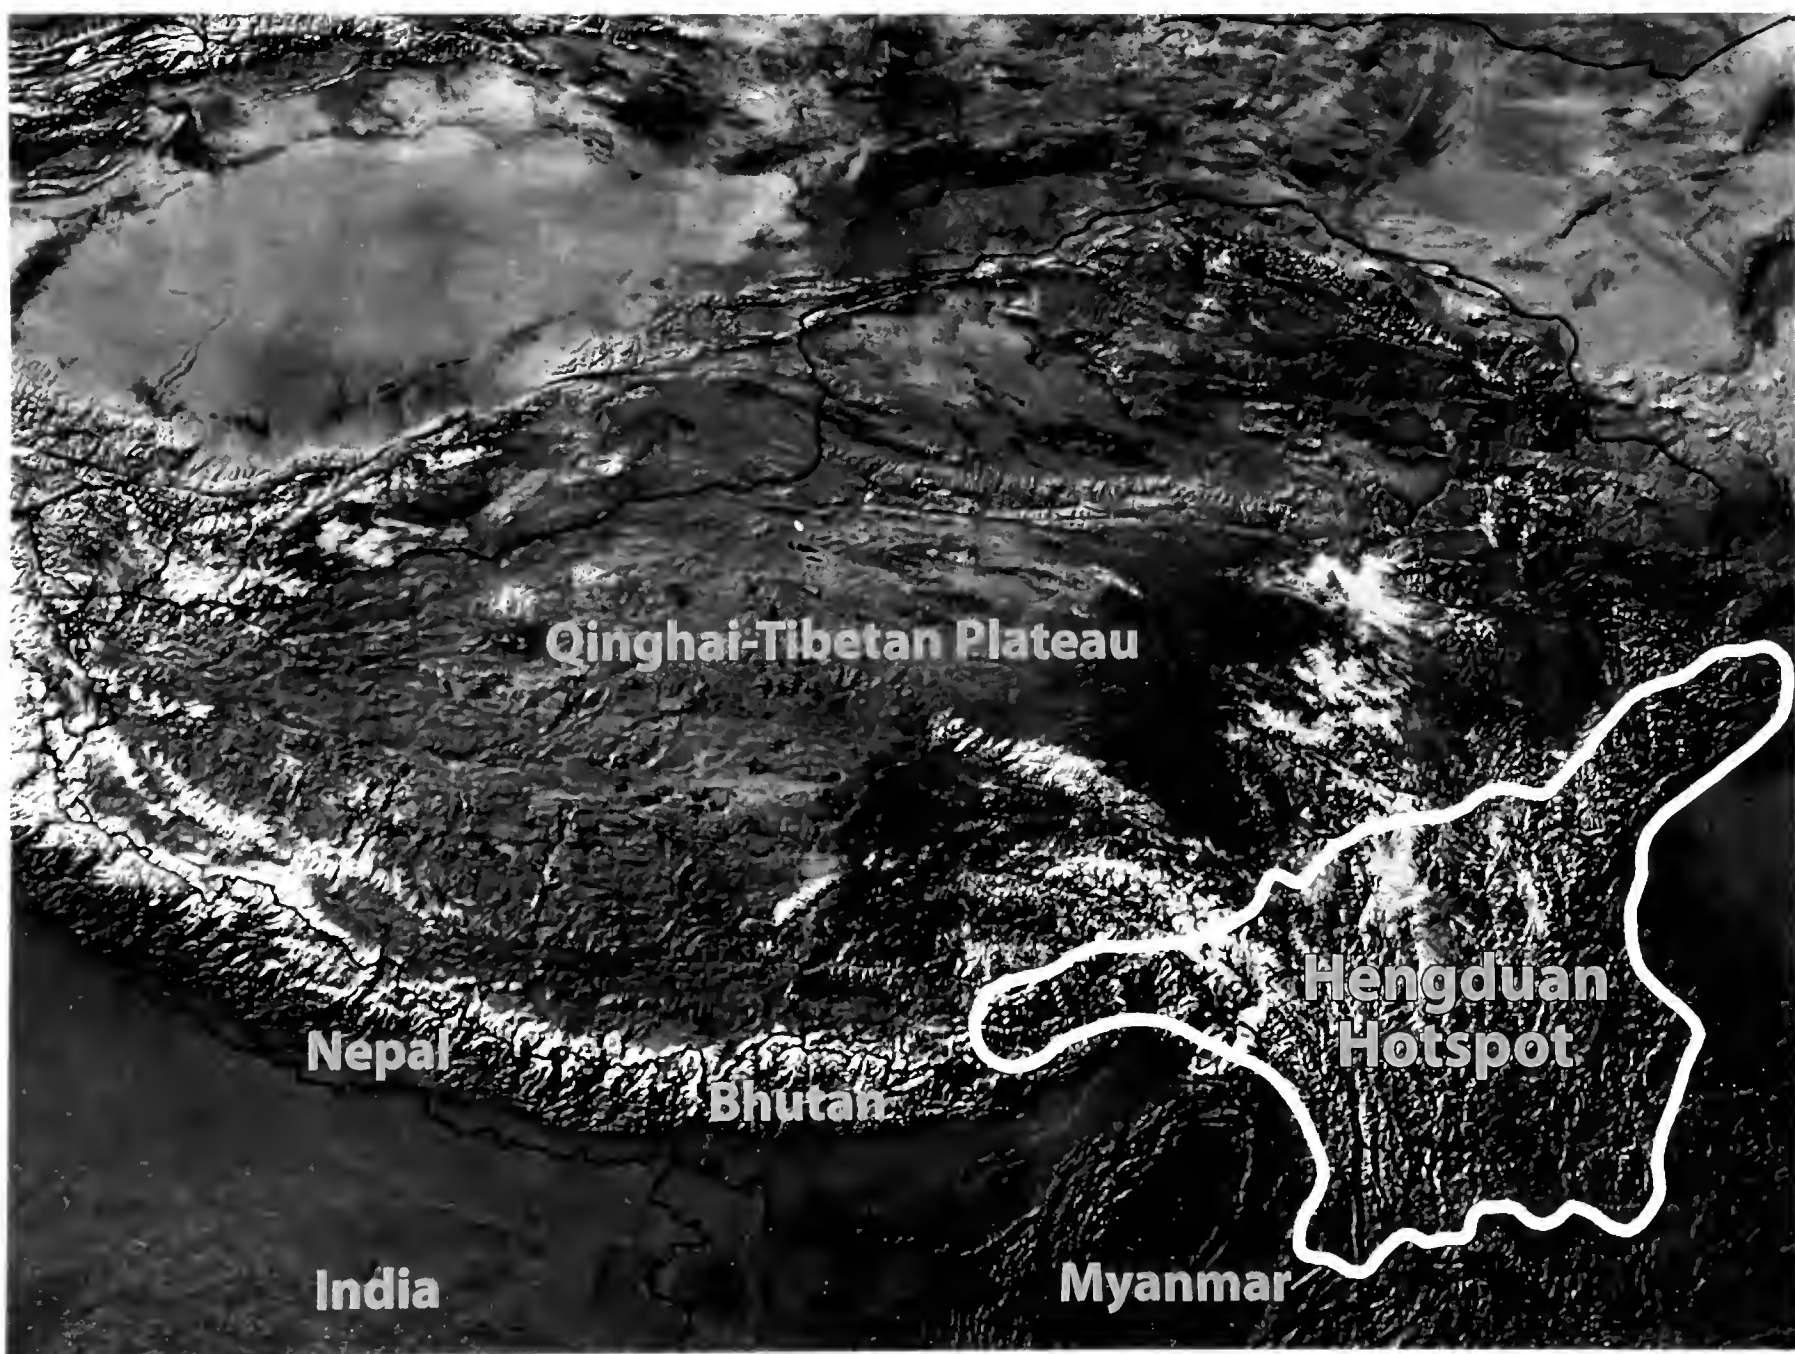 Qinghai-Tibetan Plateau
Hengduan
Hotspot
Nepal
Bhutan
India
Myanmar